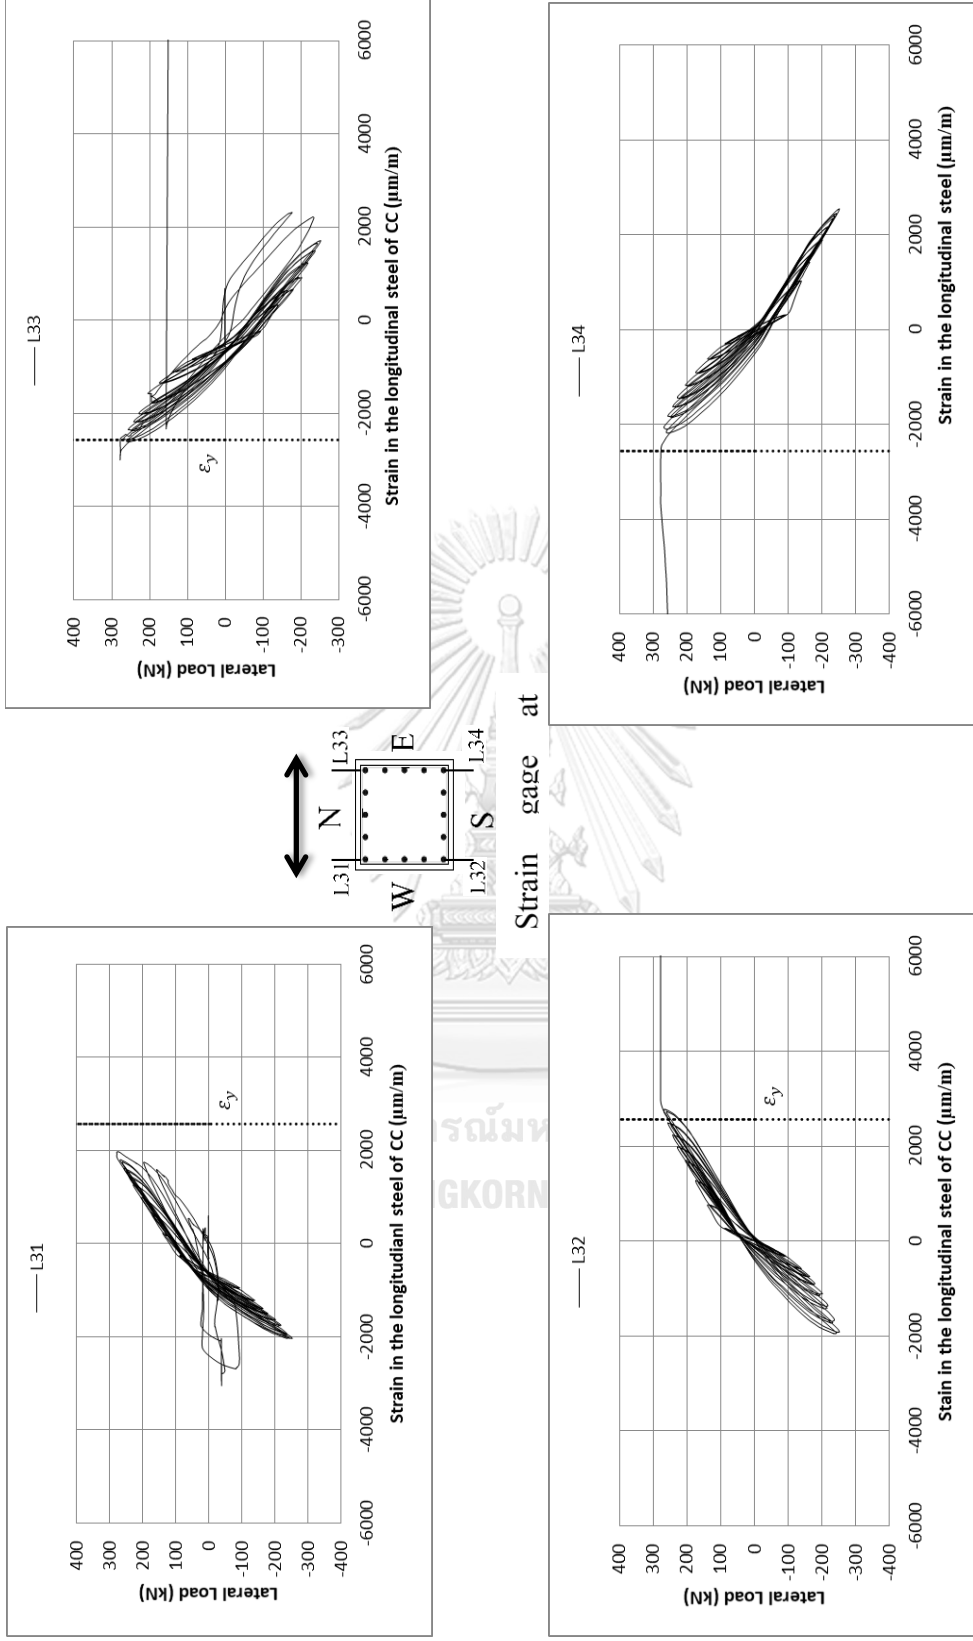 L31
400
300
200
100
0
-100
-200
-300
-400
Lateral Load (kN)
εy
-6000 -4000 -2000 0 2000 4000 6000
Strain in the longitudianl steel of CC (µm/m)
L33
400
300
200
100
0
-100
-200
-300
Lateral Load (kN)
εy
-6000 -4000 -2000 0 2000 4000 6000
Strain in the longitudinal steel of CC (µm/m)
L31 N L33
W E
L32 S L34
Strain gage at
รณ์มห
GKORN
L32
400
300
200
100
0
-100
-200
-300
-400
Lateral Load (kN)
εy
-6000 -4000 -2000 0 2000 4000 6000
Stain in the longitudinal steel of CC (µm/m)
L34
400
300
200
100
0
-100
-200
-300
-400
Lateral Load (kN)
-6000 -4000 -2000 0 2000 4000 6000
Strain in the longitudinal steel (µm/m)